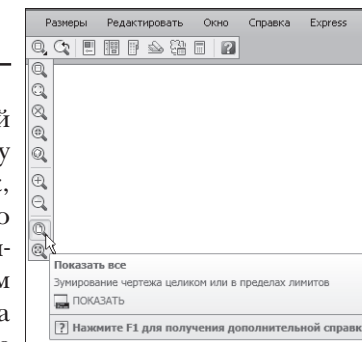 Размеры Редактировать Окно Справка Express
Показать все
Зумирование чертежа целиком или в пределах лимитов
ПОКАЗАТЬ
Нажмите F1 для получения дополнительной справк